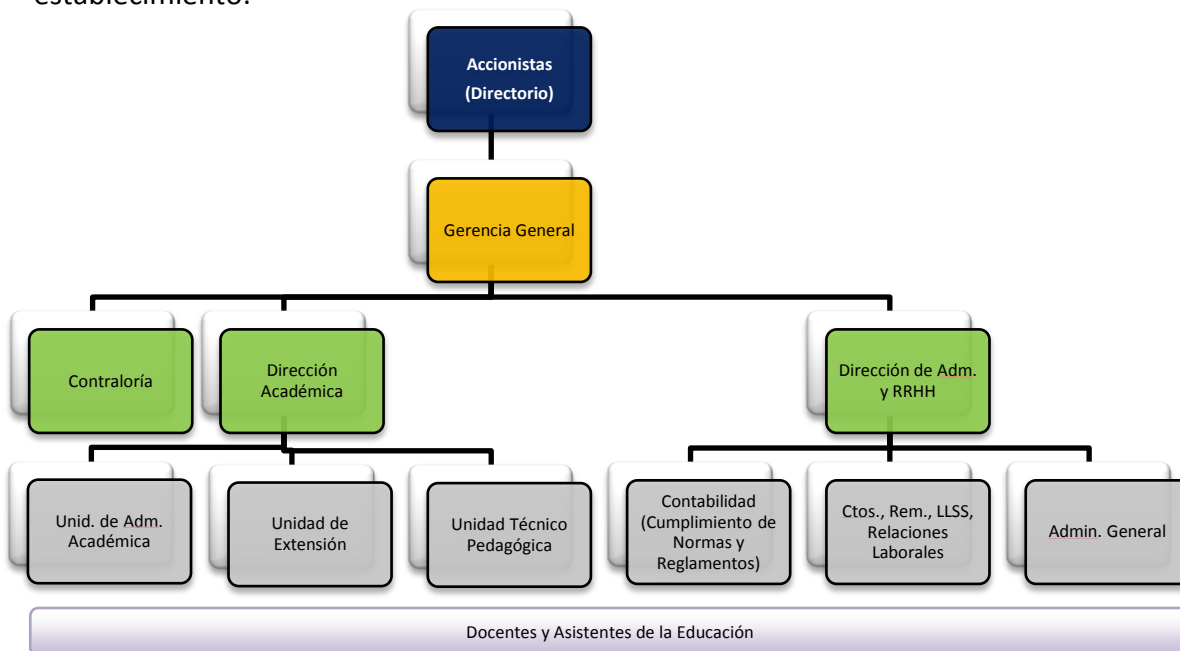 establecimiento.
Accionistas
(Directorio)
Gerencia General
Contraloría
Dirección
Académica
Dirección de Adm.
y RRHH
Unid. de Adm.
Académica
Unidad de
Extensión
Unidad Técnico
Pedagógica
Contabilidad
(Cumplimiento de
Normas y
Reglamentos)
Ctos., Rem., LLSS,
Relaciones
Laborales
Admin. General
Docentes y Asistentes de la Educación